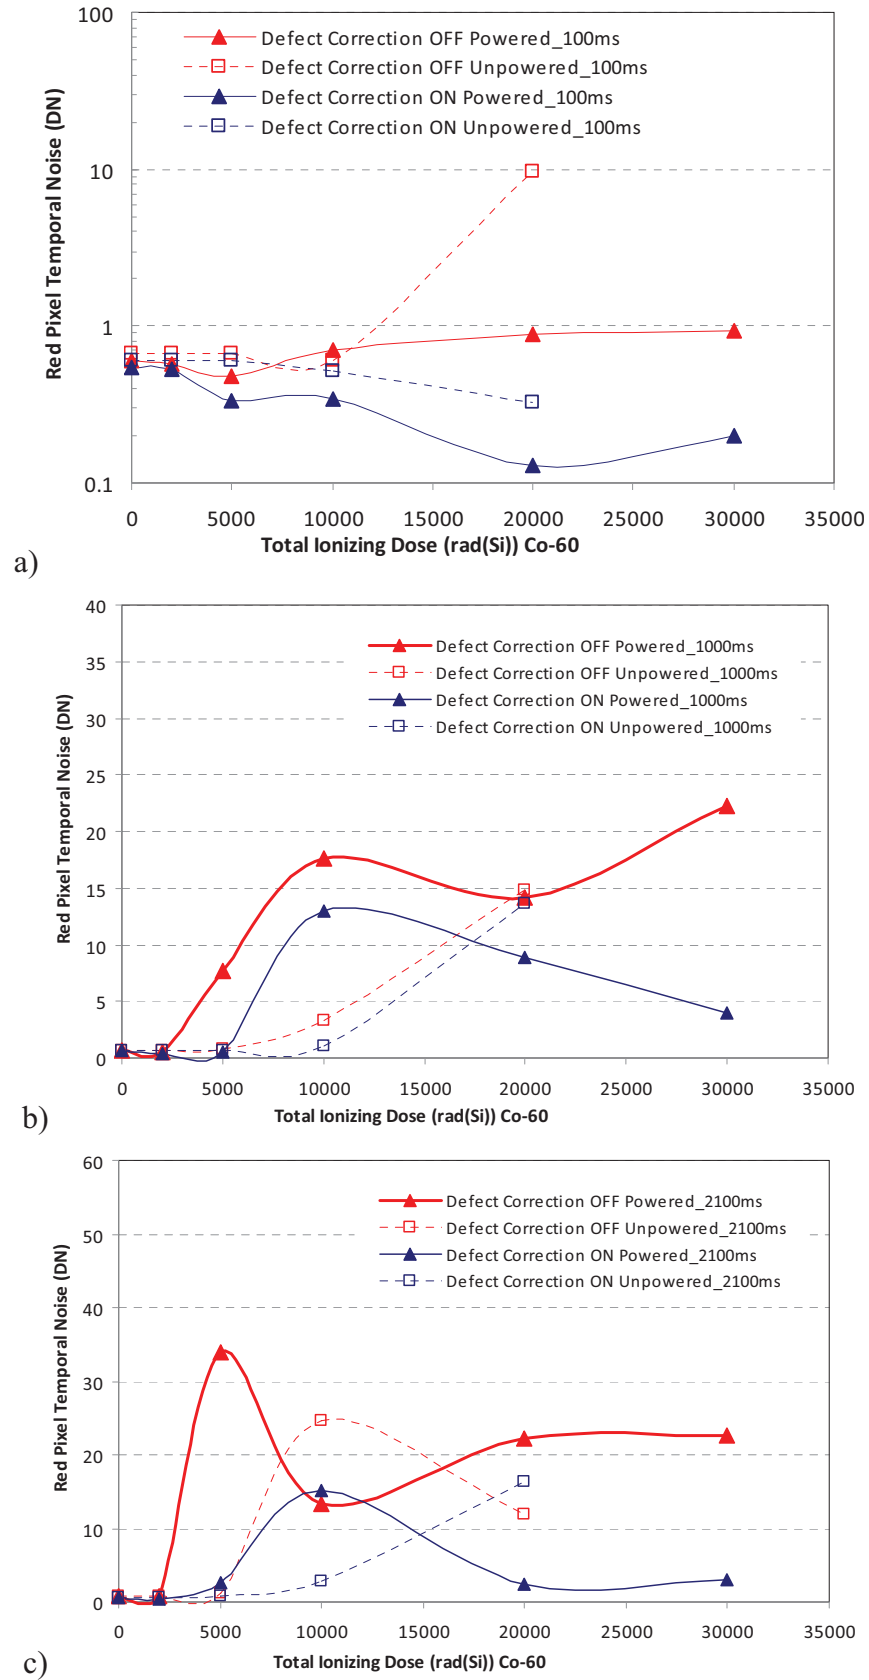 100
10
1
0.1
Red Pixel Temporal Noise (DN)
Defect Correction OFF Powered_100ms
Defect Correction OFF Unpowered_100ms
Defect Correction ON Powered_100ms
Defect Correction ON Unpowered_100ms
0 5000 10000 15000 20000 25000 30000 35000
Total Ionizing Dose (rad(Si)) Co-60
a)
40
35
30
25
20
15
10
5
0
Red Pixel Temporal Noise (DN)
Defect Correction OFF Powered_1000ms
Defect Correction OFF Unpowered_1000ms
Defect Correction ON Powered_1000ms
Defect Correction ON Unpowered_1000ms
0 5000 10000 15000 20000 25000 30000 35000
Total Ionizing Dose (rad(Si)) Co-60
b)
60
50
40
30
20
10
0
Red Pixel Temporal Noise (DN)
Defect Correction OFF Powered_2100ms
Defect Correction OFF Unpowered_2100ms
Defect Correction ON Powered_2100ms
Defect Correction ON Unpowered_2100ms
0 5000 10000 15000 20000 25000 30000 35000
Total Ionizing Dose (rad(Si)) Co-60
c)